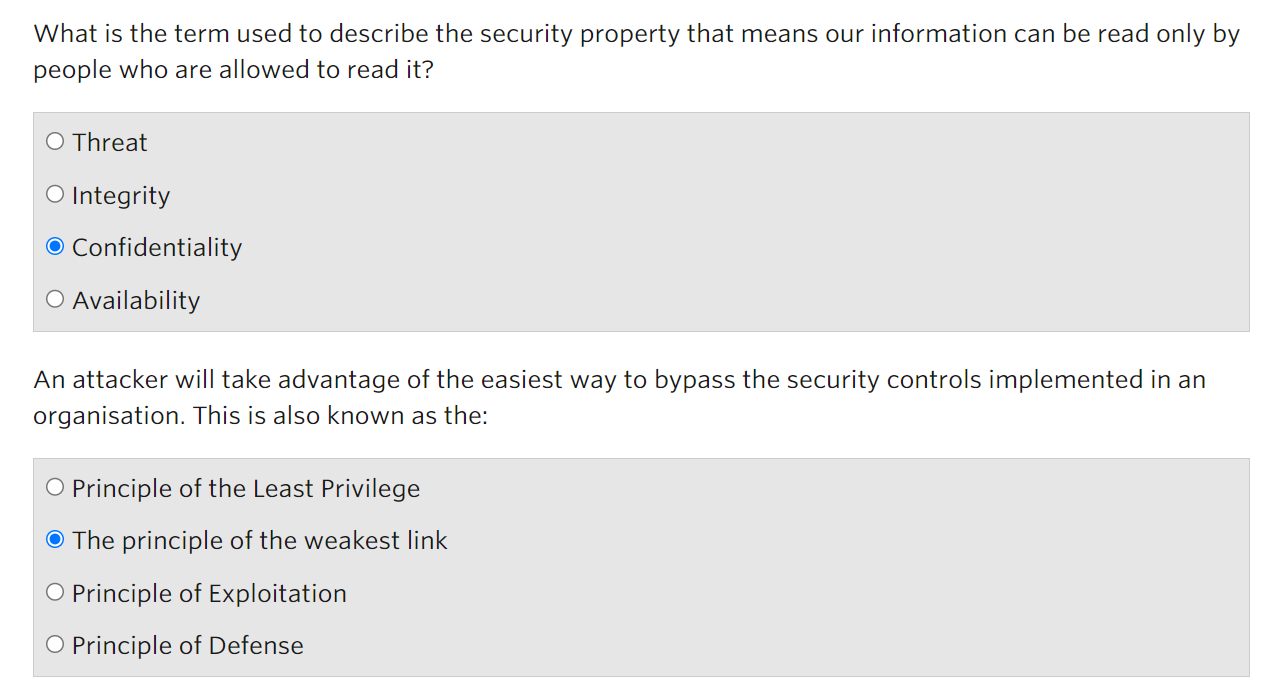 What is the term used to describe the security property that means our information can be read only by
people who are allowed to read it?
Threat
Integrity
Confidentiality
Availability
An attacker will take advantage of the easiest way to bypass the security controls implemented in an
organisation. This is also known as the:
Principle of the Least Privilege
The principle of the weakest link
Principle of Exploitation
Principle of Defense